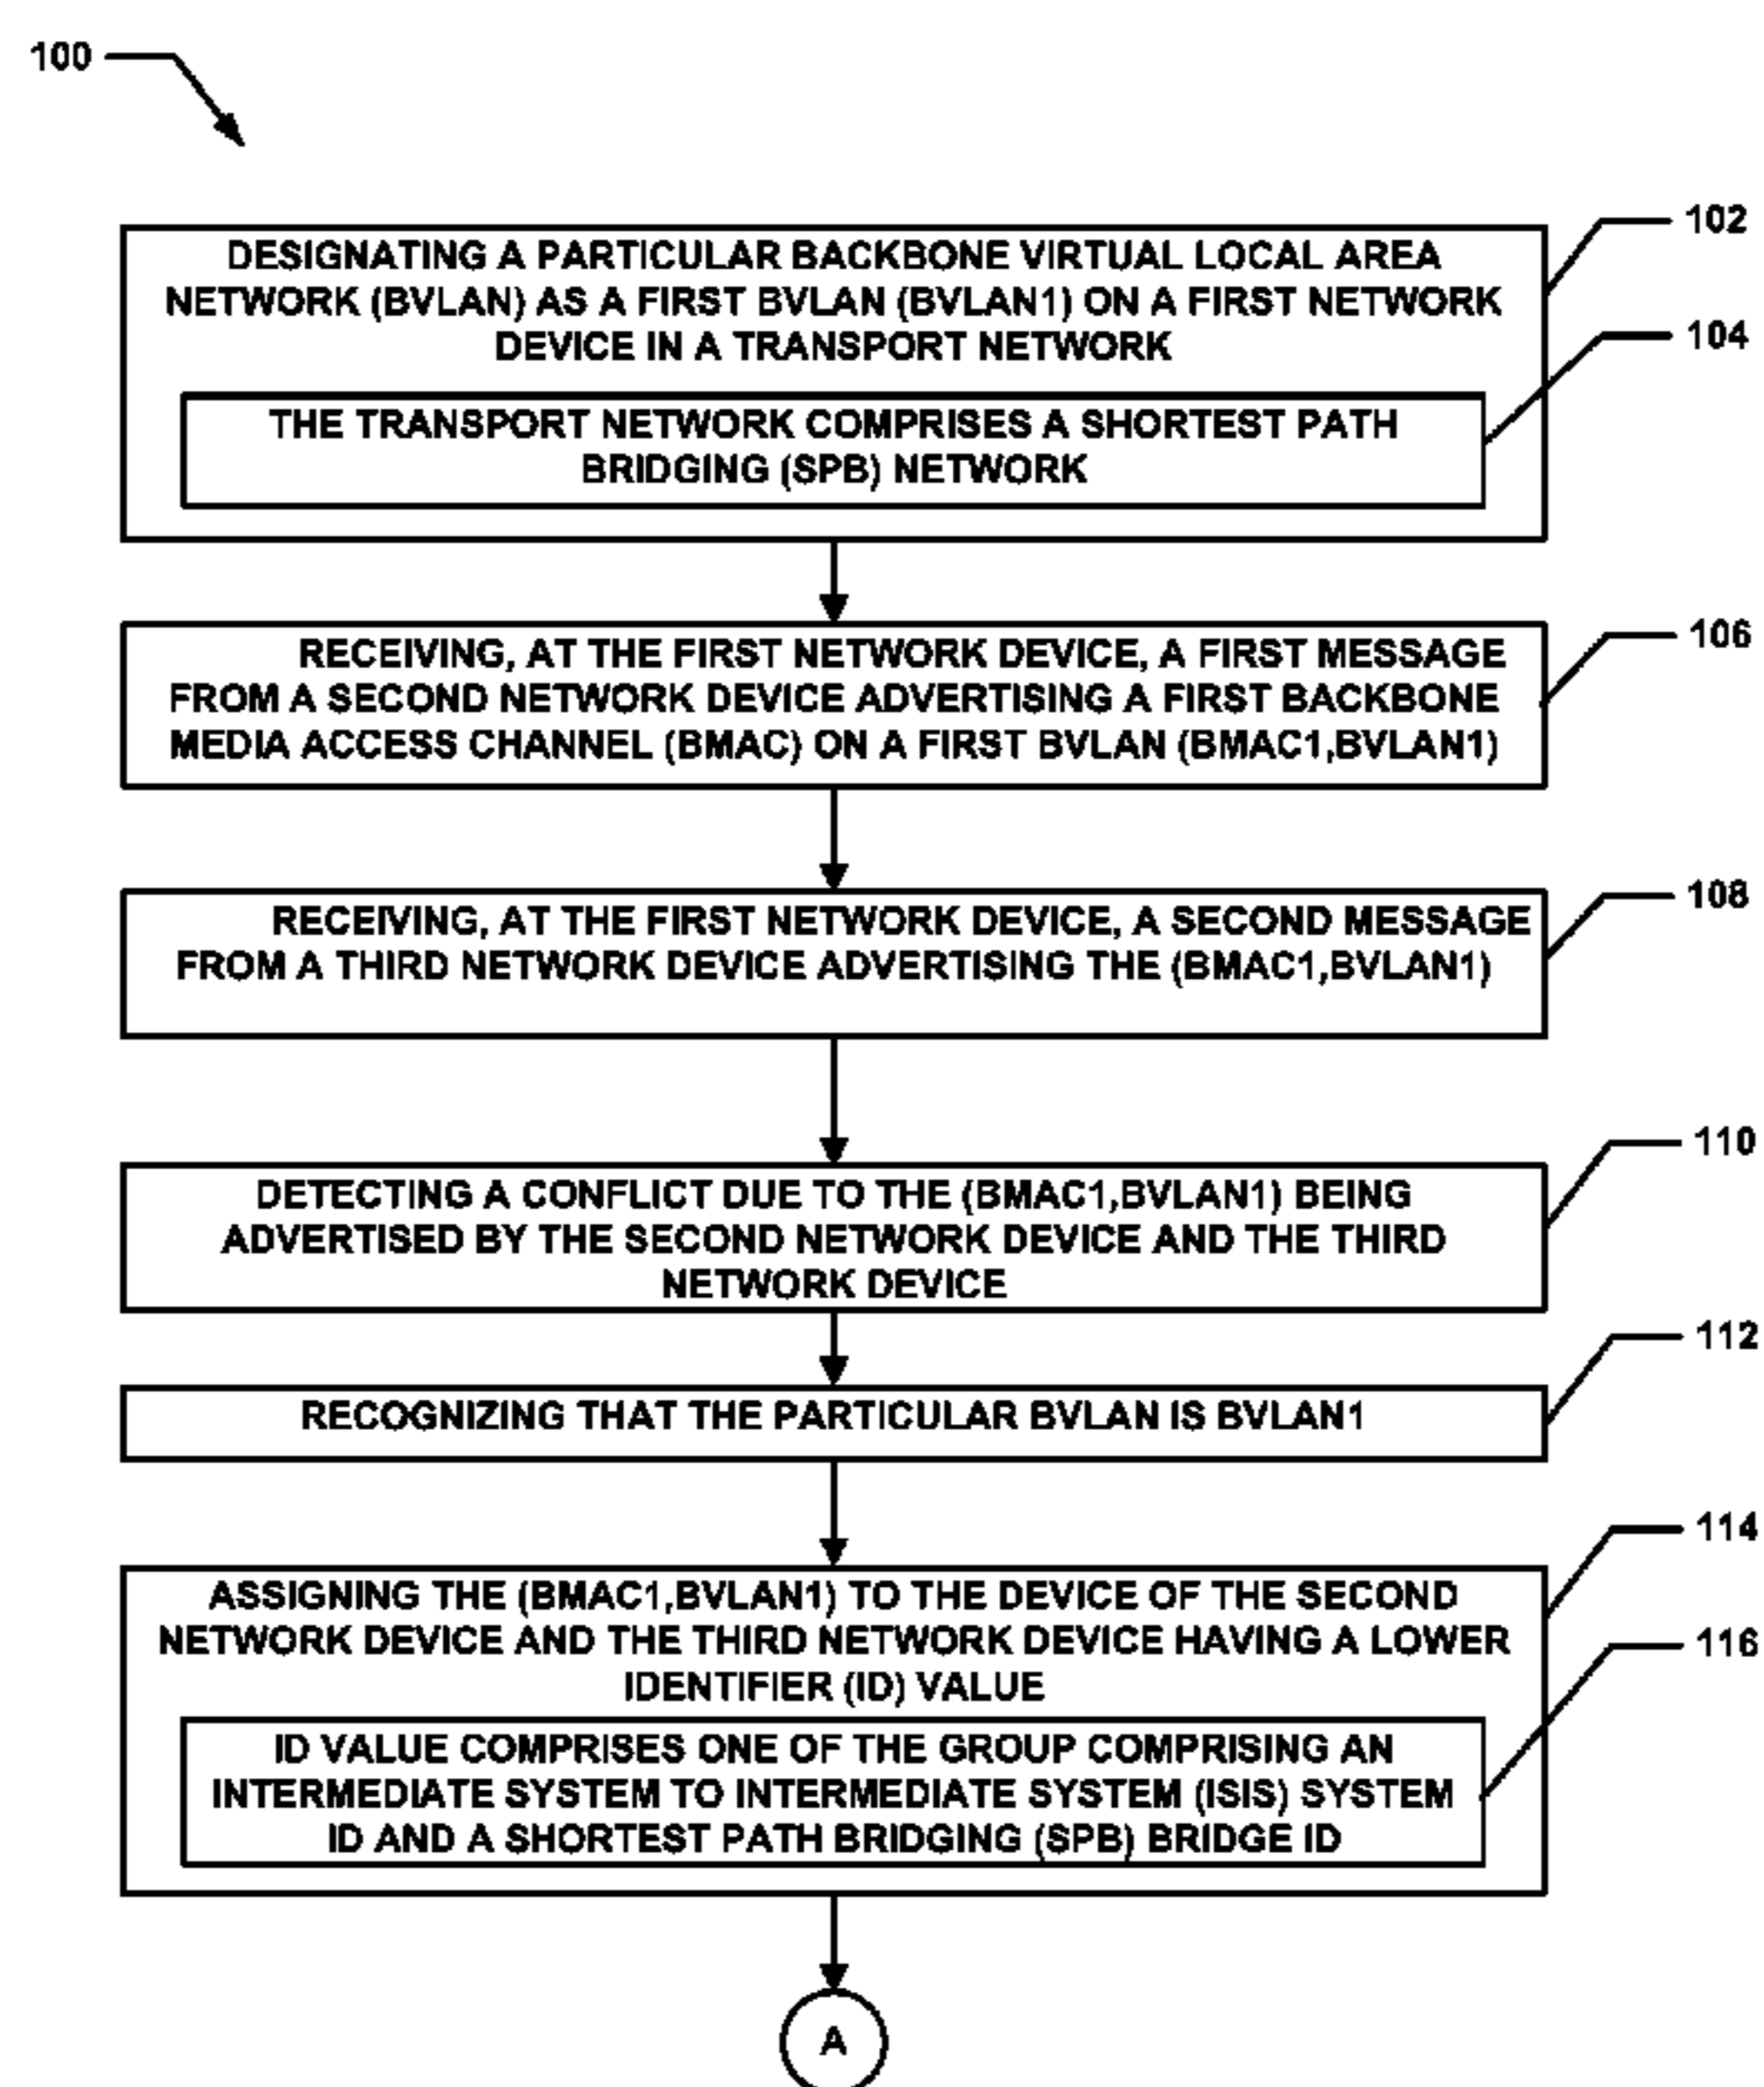 100
102
DESIGNATING A PARTICULAR BACKBONE VIRTUAL LOCAL AREA
NETWORK (BVLAN) AS A FIRST BVLAN (BVLAN1) ON A FIRST NETWORK
DEVICE IN A TRANSPORT NETWORK
104
THE TRANSPORT NETWORK COMPRISES A SHORTEST PATH
BRIDGING (SPB) NETWORK
106
RECEIVING, AT THE FIRST NETWORK DEVICE, A FIRST MESSAGE
FROM A SECOND NETWORK DEVICE ADVERTISING A FIRST BACKBONE
MEDIA ACCESS CHANNEL (BMAC) ON A FIRST BVLAN (BMAC1,BVLAN1)
108
RECEIVING, AT THE FIRST NETWORK DEVICE, A SECOND MESSAGE
FROM A THIRD NETWORK DEVICE ADVERTISING THE (BMAC1,BVLAN1)
110
DETECTING A CONFLICT DUE TO THE (BMAC1,BVLAN1) BEING
ADVERTISED BY THE SECOND NETWORK DEVICE AND THE THIRD
NETWORK DEVICE
112
RECOGNIZING THAT THE PARTICULAR BVLAN IS BVLAN1
114
ASSIGNING THE (BMAC1,BVLAN1) TO THE DEVICE OF THE SECOND
NETWORK DEVICE AND THE THIRD NETWORK DEVICE HAVING A LOWER
IDENTIFIER (ID) VALUE
116
ID VALUE COMPRISES ONE OF THE GROUP COMPRISING AN
INTERMEDIATE SYSTEM TO INTERMEDIATE SYSTEM (ISIS) SYSTEM
ID AND A SHORTEST PATH BRIDGING (SPB) BRIDGE ID
A